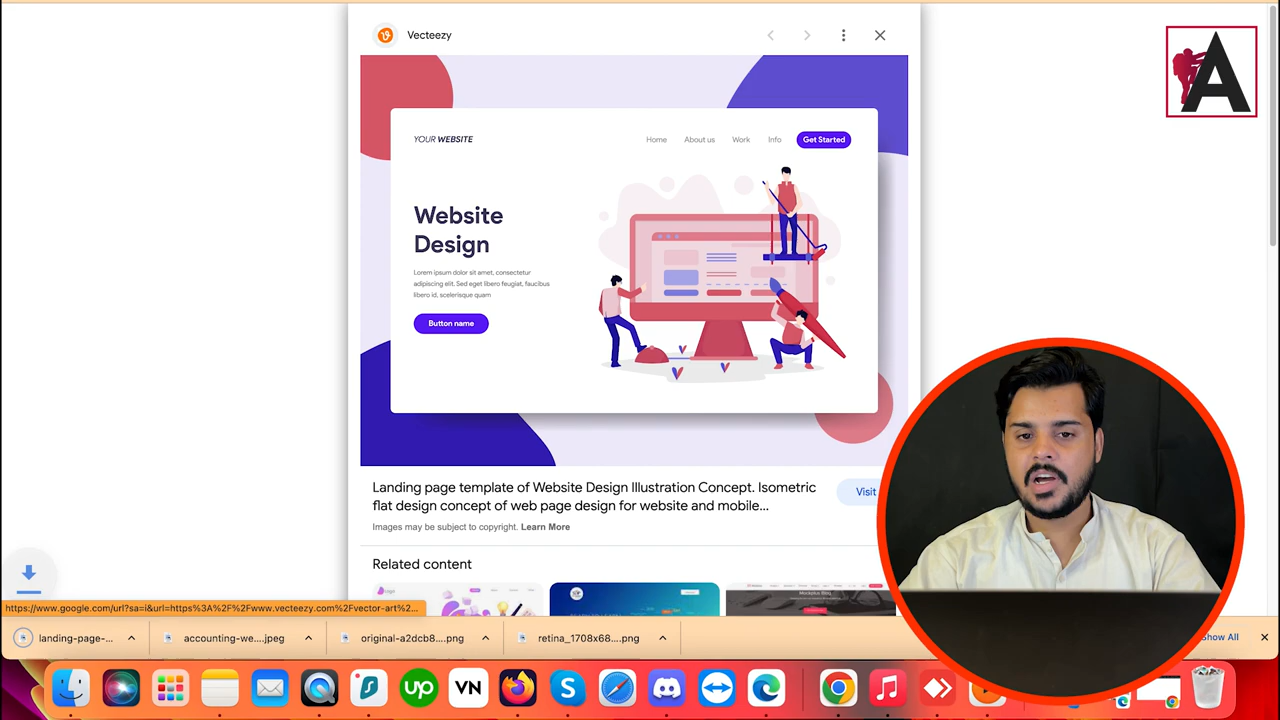 Vecteezy
A
YOUR WEBSITE
Home
About us
Work
Info
Get Started
Website
Design
Lorem ipsum dolor sit amet, consectetur
adipiscing elit. Sed eget libero feugiat, faucibus
libero id, scelerisque quam
Button name
Landing page template of Website Design Illustration Concept. Isometric
flat design concept of web page design for website and mobile...
Visit
Images may be subject to copyright. Learn More
Related content
https://www.google.com/url?sa=i&url=https%3A%2F%2Fwww.vecteezy.com%2Fvector-art%2...
landing-page-...
accounting-we....jpeg
original-a2dcb8....png
retina_1708x68....png
Show All
up
VN